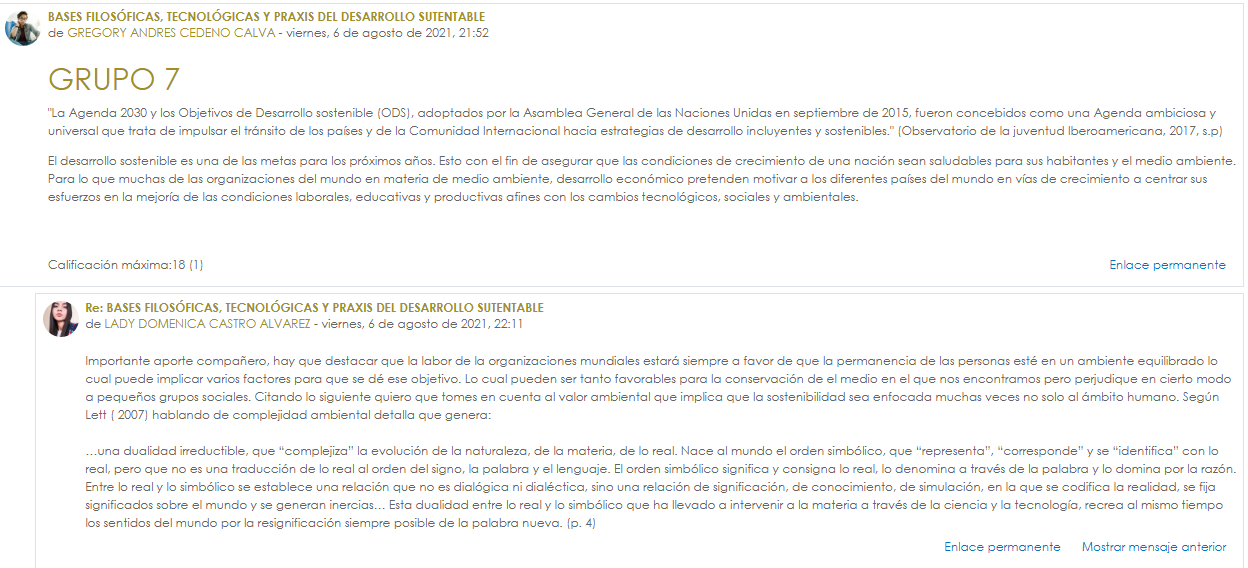 BASES FILOSÓFICAS, TECNOLÓGICAS Y PRAXIS DEL DESARROLLO SUTENTABLE
de GREGORY ANDRES CEDENO CALVA - viernes, 6 de agosto de 2021, 21:52
GRUPO 7
"La Agenda 2030 y los Objetivos de Desarrollo sostenible (ODS), adoptados por la Asamblea General de las Naciones Unidas en septiembre de 2015, fueron concebidos como una Agenda ambiciosa y
universal que trata de impulsar el tránsito de los países y de la Comunidad Internacional hacia estrategias de desarrollo incluyentes y sostenibles." (Observatorio de la juventud Iberoamericana, 2017, s.p)
El desarrollo sostenible es una de las metas para los próximos años. Esto con el fin de asegurar que las condiciones de crecimiento de una nación sean saludables para sus habitantes y el medio ambiente.
Para lo que muchas de las organizaciones del mundo en materia de medio ambiente, desarrollo económico pretenden motivar a los diferentes países del mundo en vías de crecimiento a centrar sus
esfuerzos en la mejoría de las condiciones laborales, educativas y productivas afines con los cambios tecnológicos, sociales y ambientales.
Calificación máxima:18 (1)
Enlace permanente
Re: BASES FILOSÓFICAS, TECNOLÓGICAS Y PRAXIS DEL DESARROLLO SUTENTABLE
de LADY DOMENICA CASTRO ALVAREZ - viernes, 6 de agosto de 2021, 22:11
Importante aporte compañero, hay que destacar que la labor de la organizaciones mundiales estará siempre a favor de que la permanencia de las personas esté en un ambiente equilibrado lo
cual puede implicar varios factores para que se dé ese objetivo. Lo cual pueden ser tanto favorables para la conservación de el medio en el que nos encontramos pero perjudique en cierto modo
a pequeños grupos sociales. Citando lo siguiente quiero que tomes en cuenta al valor ambiental que implica que la sostenibilidad sea enfocada muchas veces no solo al ámbito humano. Según
Lett ( 2007) hablando de complejidad ambiental detalla que genera:
…una dualidad irreductible, que “complejiza” la evolución de la naturaleza, de la materia, de lo real. Nace al mundo el orden simbólico, que “representa”, “corresponde” y se “identifica” con lo
real, pero que no es una traducción de lo real al orden del signo, la palabra y el lenguaje. El orden simbólico significa y consigna lo real, lo denomina a través de la palabra y lo domina por la razón.
Entre lo real y lo simbólico se establece una relación que no es dialógica ni dialéctica, sino una relación de significación, de conocimiento, de simulación, en la que se codifica la realidad, se fija
significados sobre el mundo y se generan inercias… Esta dualidad entre lo real y lo simbólico que ha llevado a intervenir a la materia a través de la ciencia y la tecnología, recrea al mismo tiempo
los sentidos del mundo por la resignificación siempre posible de la palabra nueva. (p. 4)
Enlace permanente Mostrar mensaje anterior